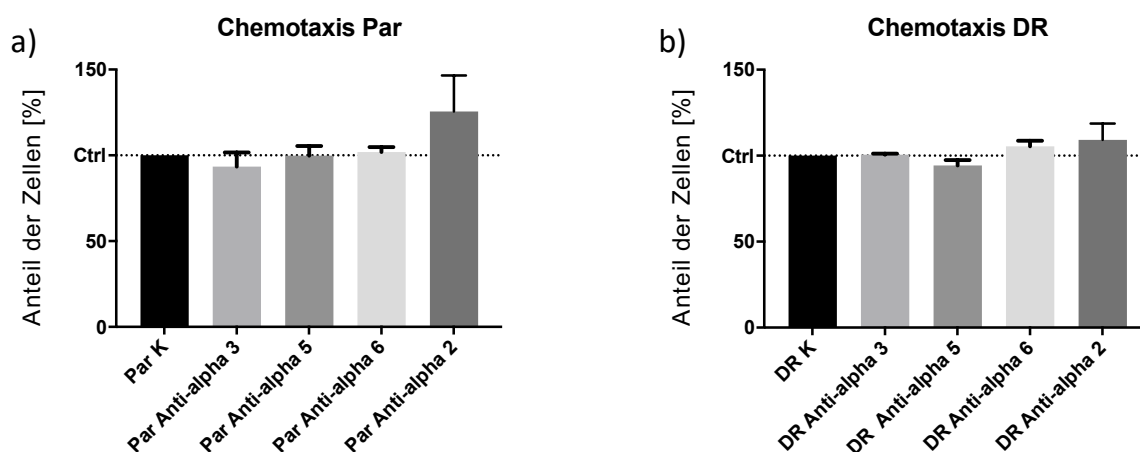 a)
Chemotaxis Par
Anteil der Zellen [%]
150
Ctrl
50
0
Par K
Par Anti-alpha 3
Par Anti-alpha 5
Par Anti-alpha 6
Par Anti-alpha 2
b)
Chemotaxis DR
Anteil der Zellen [%]
150
Ctrl
50
0
DR K
DR Anti-alpha 3
DR Anti-alpha 5
DR Anti-alpha 6
DR Anti-alpha 2